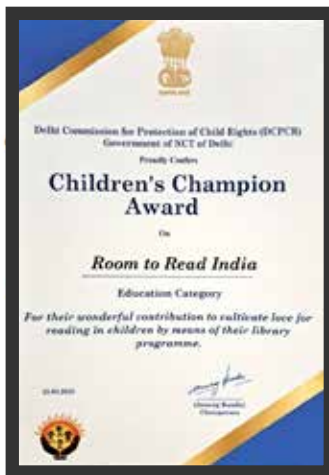 Delhi Commission for Protection of Child Rights (DCPCR)
Government of NCT of Delhi
Proudly Confers
Children's Champion
Award
On
Room to Read India
Education Category
For their wonderful contribution to cultivate love for
reading in children by means of their library
programme.
(Anurag Kundu)
Chairperson